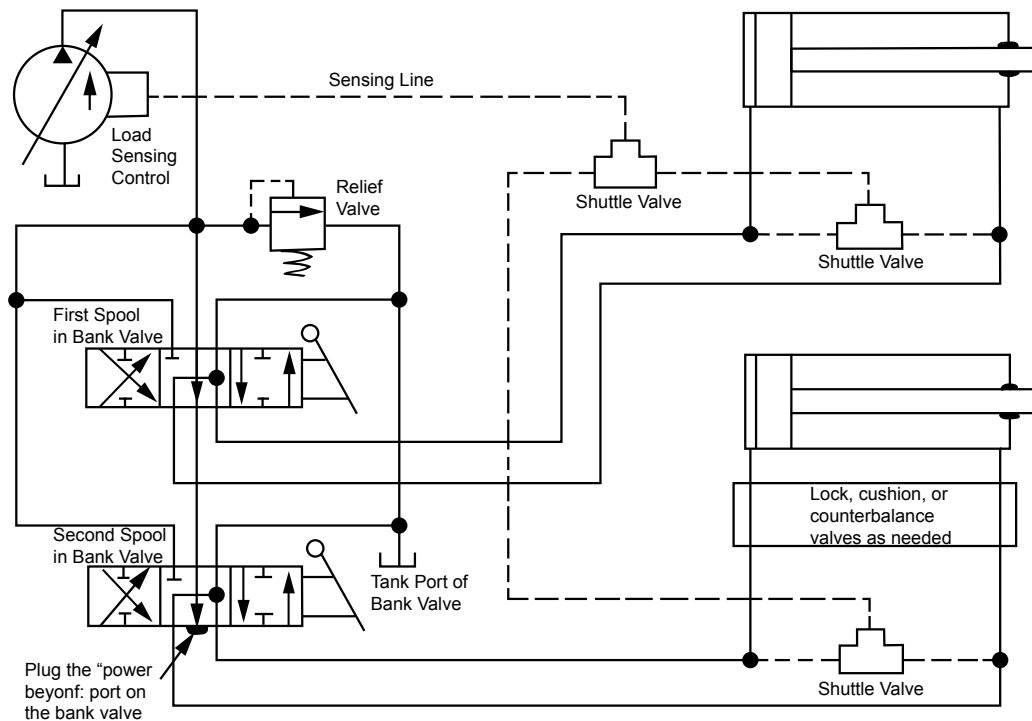 Sensing Line
Load
Sensing
Control
Relief
Valve
Shuttle Valve
Shuttle Valve
First Spool
in Bank Valve
Lock, cushion, or
counterbalance
valves as needed
Second Spool
in Bank Valve
Tank Port of
Bank Valve
Plug the “power
beyonf: port on
the bank valve
Shuttle Valve